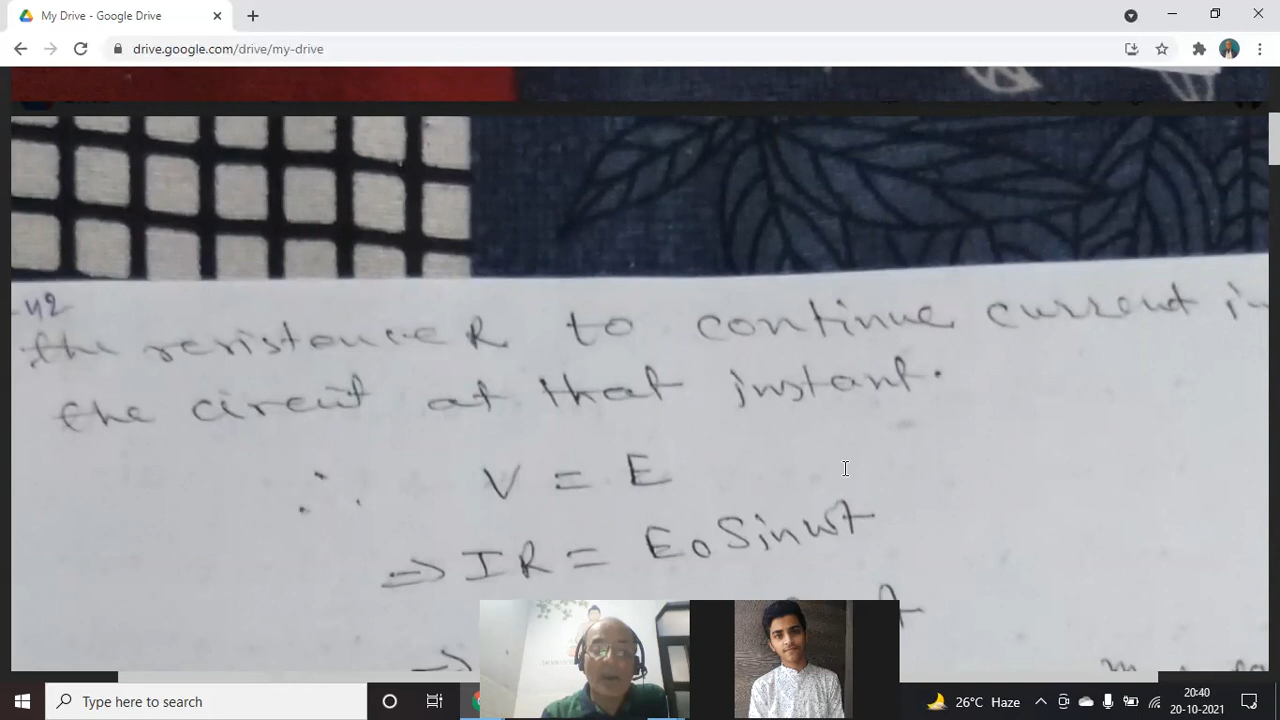 My Drive - Google Drive
drive.google.com/drive/my-drive
-42
the resistance R to continue current in
the circuit at that instant.
∴ V = E
⇒ IR = E0 Sinwt
⇒
Type here to search
26°C Haze
20:40
20-10-2021